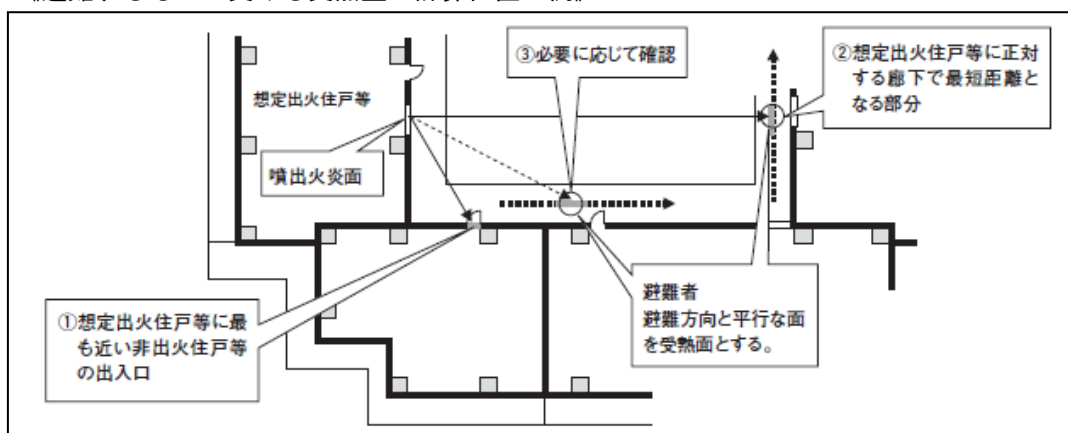 ③必要に応じて確認
②想定出火住戸等に正対
する廊下で最短距離と
なる部分
想定出火住戸等
噴出火炎面
①想定出火住戸等に最
も近い非出火住戸等
の出入口
避難者
避難方向と平行な面
を受熱面とする。